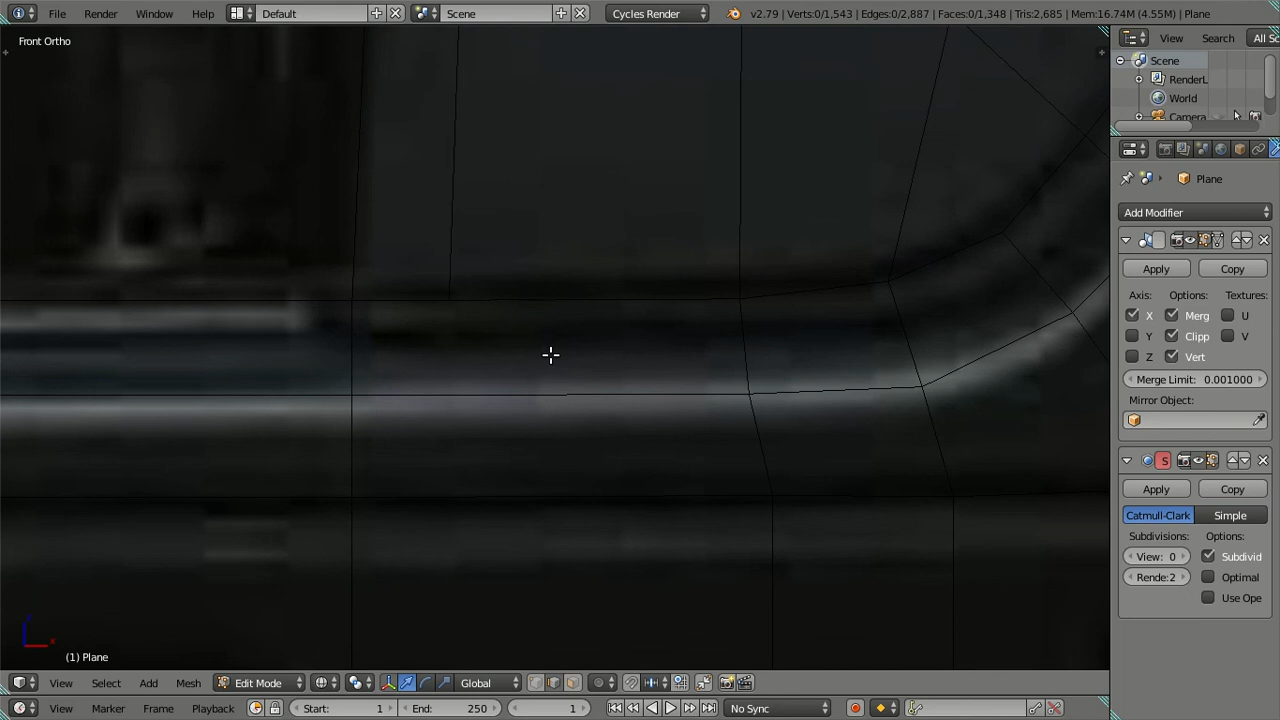 File Render Window Help Default Scene Cycles Render v2.79 | Verts:0/1,543 | Edges:0/2,887 | Faces:0/1,348 | Tris:2,685 | Mem:16.74M (4.55M) | Plane
Front Ortho
View Search All Sc
Scene
RenderL
World
Camera
Plane
Add Modifier
Apply Copy
Axis: Options: Textures:
X Merg U
Y Clipp V
Z Vert
Merge Limit: 0.001000
Mirror Object:
S
Apply Copy
Catmull-Clark Simple
Subdivisions: Options:
View: 0 Subdivid
Rende:2 Optimal
Use Ope
x
(1) Plane
View Select Add Mesh Edit Mode Global
View Marker Frame Playback Start: 1 End: 250 1 No Sync